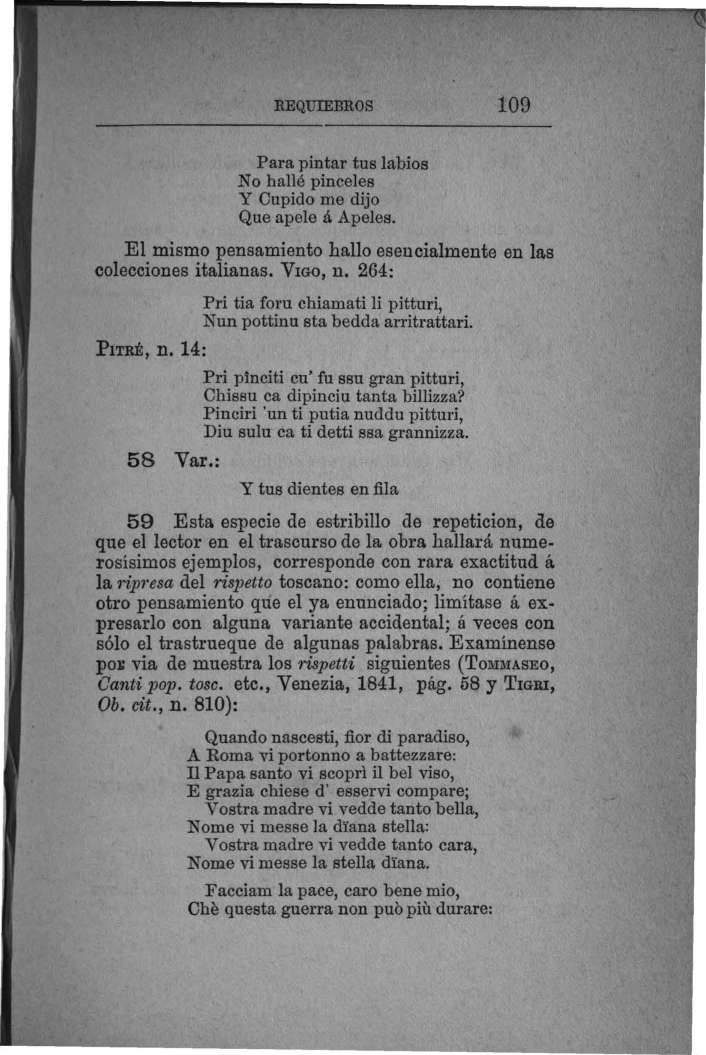 REQUIEBROS 109
Para pintar tus labios
No hallé pinceles
Y Cupido me dijo
Que apele á Apeles.
El mismo pensamiento hallo esencialmente en las
colecciones italianas. VIGO, n. 264:
Pri tia foru chiamati li pitturi,
Nun pottinu sta bedda arritrattari.
PITRÉ, n. 14:
Pri pînciti cu' fu ssu gran pitturi,
Chissu ca dipinciu tanta billizza?
Pinciri 'un ti putia nuddu pitturi,
Diu sulu ca ti detti ssa grannizza.
58 Var.:
Y tus dientes en fila
59 Esta especie de estribillo de repeticion, de
que el lector en el trascurso de la obra hallará nume-
rosísimos ejemplos, corresponde con rara exactitud á
la ripresa del rispetto toscano: como ella, no contiene
otro pensamiento que el ya enunciado; limítase á ex-
presarlo con alguna variante accidental; á veces con
sólo el trastrueque de algunas palabras. Examínense
por via de muestra los rispetti siguientes (TOMMASEO,
Canti pop. tosc. etc., Venezia, 1841, pág. 58 y TIGRI,
Ob. cit., n. 810):
Quando nascesti, fior di paradiso,
A Roma vi portonno a battezzare:
Il Papa santo vi scoprì il bel viso,
E grazia chiese d' esservi compare;
Vostra madre vi vedde tanto bella,
Nome vi messe la dïana stella:
Vostra madre vi vedde tanto cara,
Nome vi messe la stella dïana.
Facciam la pace, caro bene mio,
Chè questa guerra non può più durare: